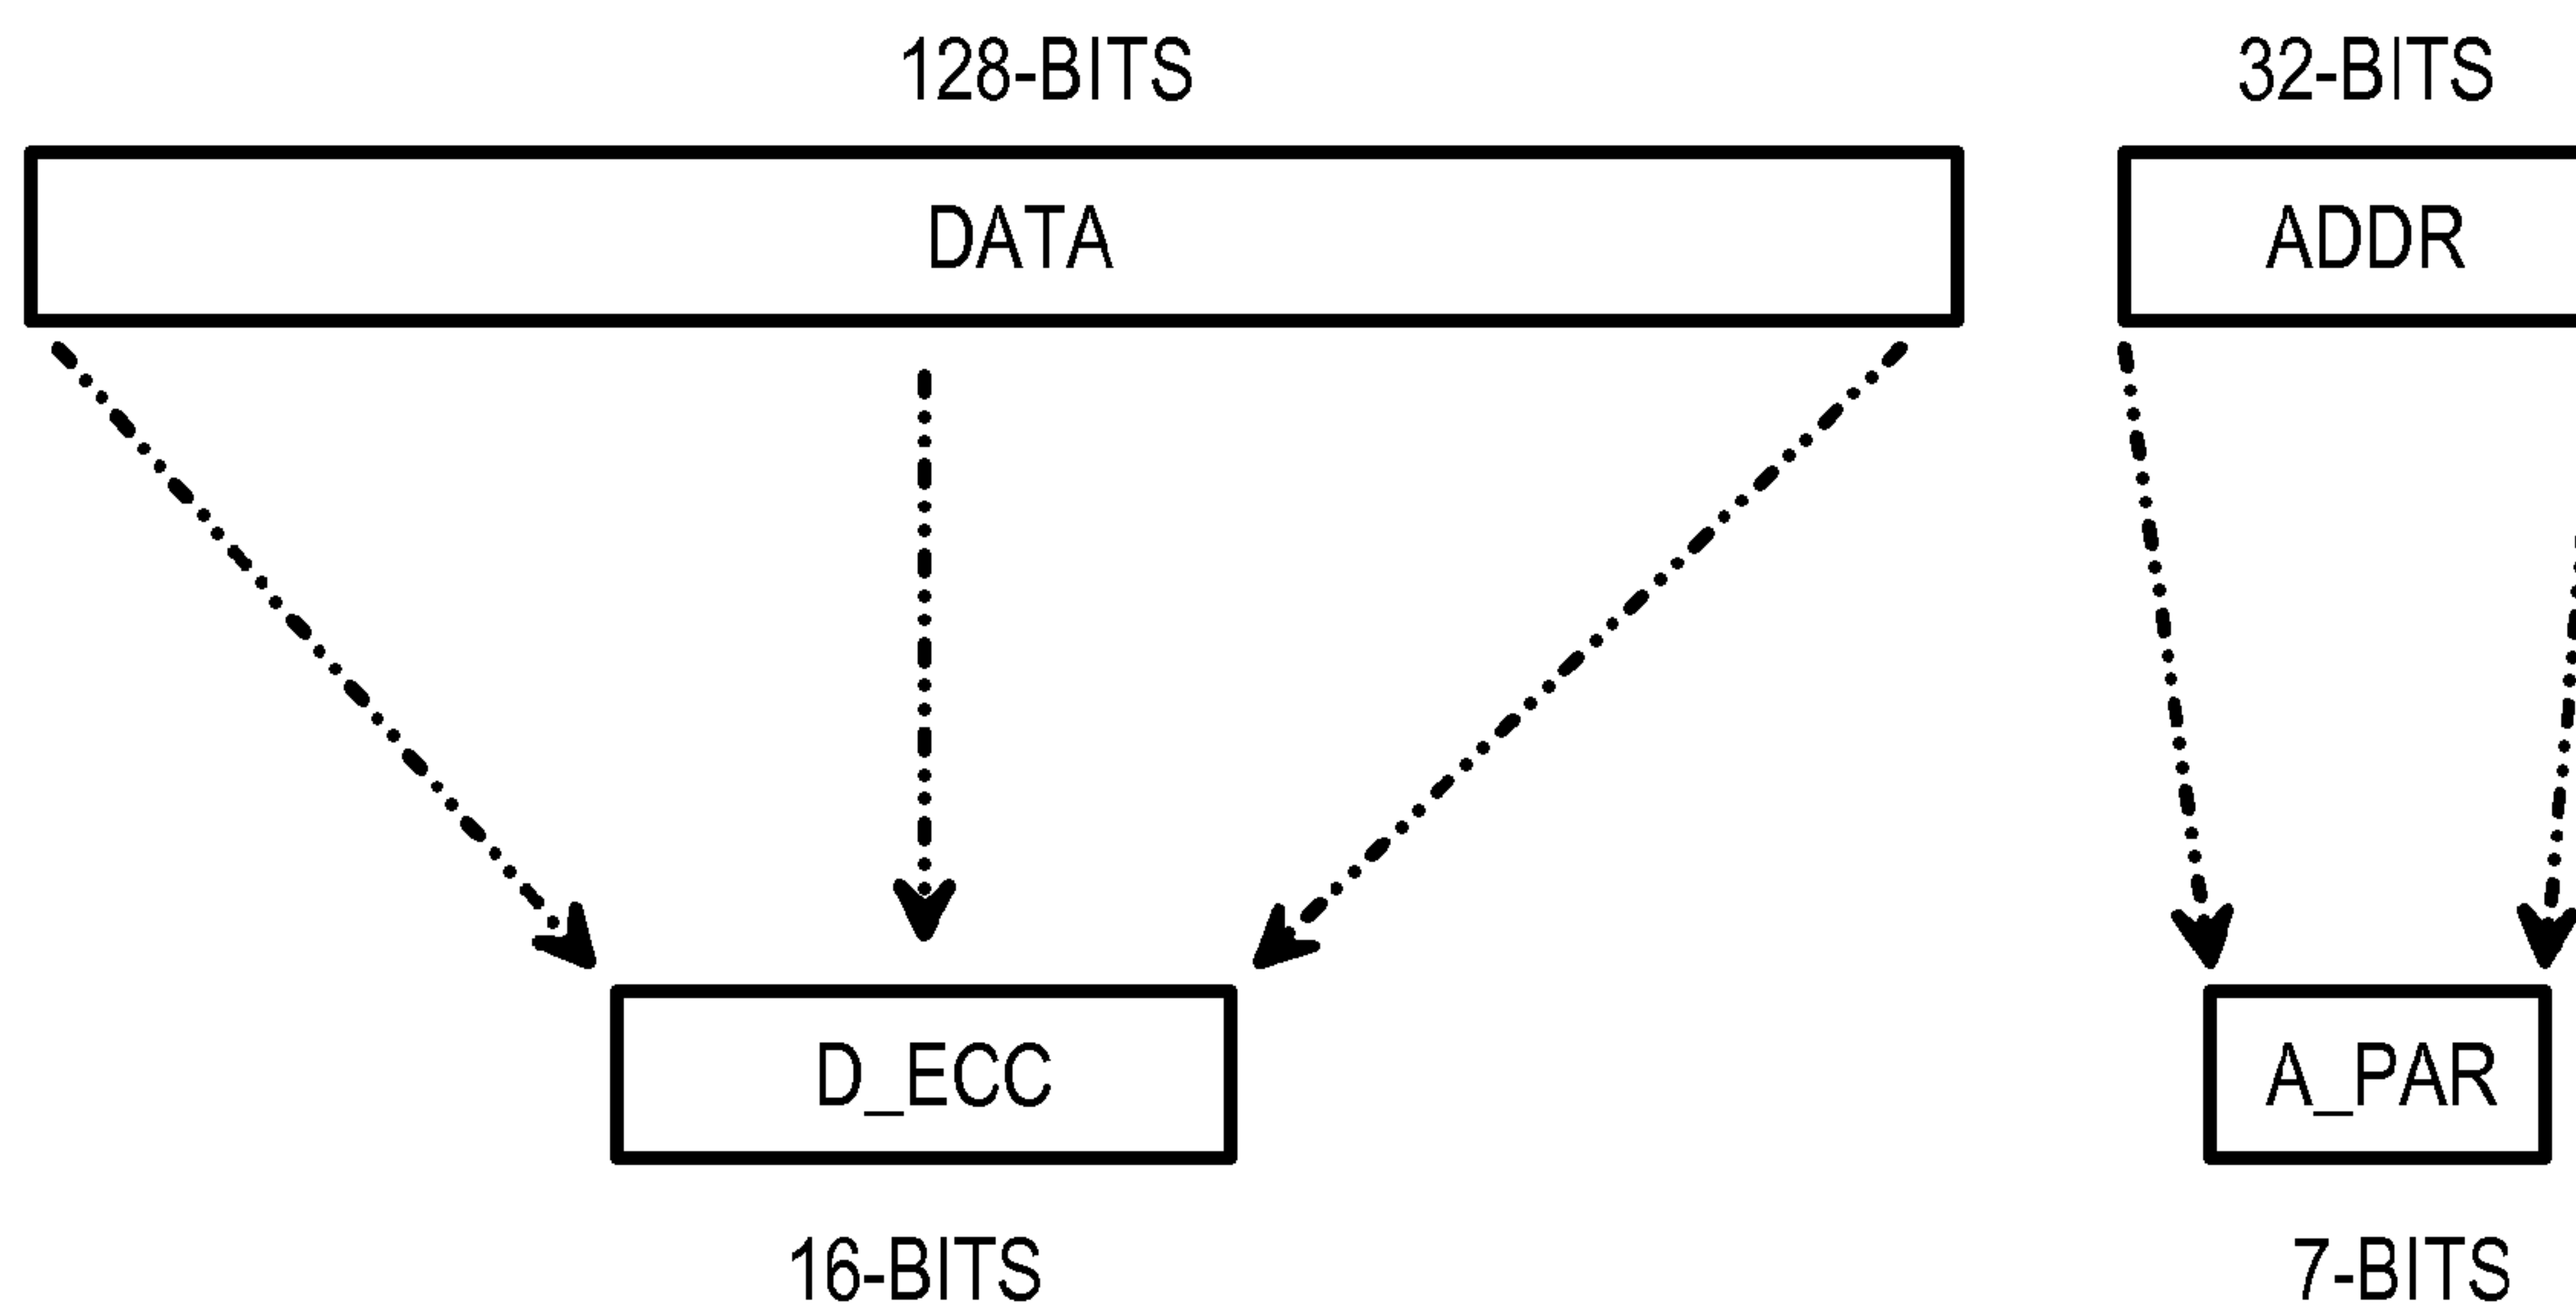 128-BITS 32-BITS
DATA ADDR
D_ECC A_PAR
16-BITS 7-BITS